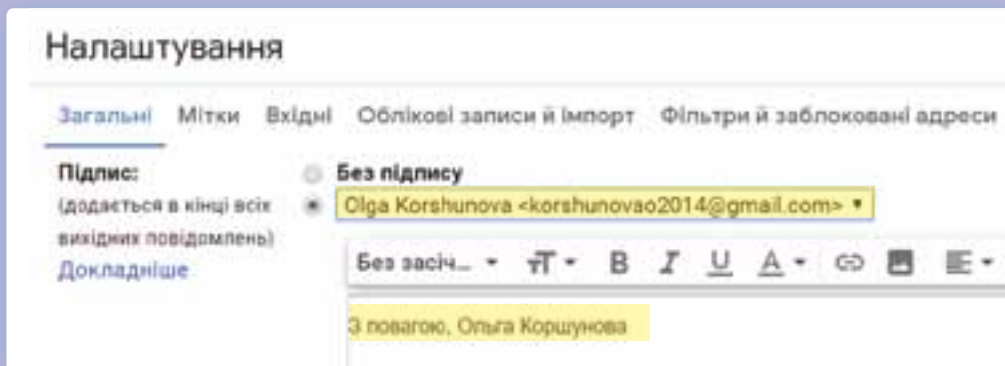 Налаштування
Загальні Мітки Вхідні Облікові записи й імпорт Фільтри й заблоковані адреси
Підпис:
(додається в кінці всіх
вихідних повідомлень)
Докладніше
Без підпису
Olga Korshunova <korshunovao2014@gmail.com>
Без засіч... тТ B I U A
З повагою, Ольга Коршунова